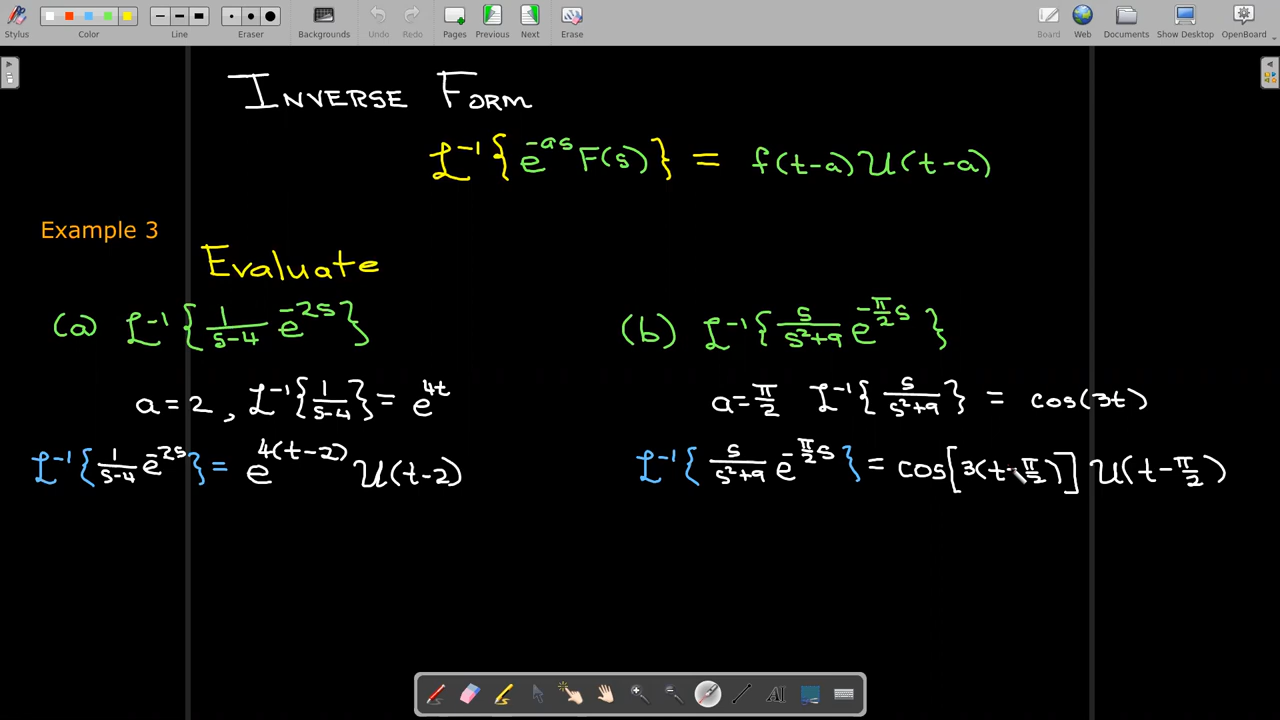 Stylus Color Line Eraser Backgrounds Undo Redo Pages Previous Next Erase Board Web Documents Show Desktop OpenBoard
INVERSE FORM
ℒ⁻¹{e^{-as} F(s)} = f(t-a) 𝒰(t-a)
Example 3
Evaluate
(a) ℒ⁻¹{1/(s-4) e^{-2s}}
(b) ℒ⁻¹{s/(s²+9) e^{-π/2 s}}
a = 2, ℒ⁻¹{1/(s-4)} = e^{4t}
a = π/2 ℒ⁻¹{s/(s²+9)} = cos(3t)
ℒ⁻¹{1/(s-4) e^{-2s}} = e^{4(t-2)} 𝒰(t-2)
ℒ⁻¹{s/(s²+9) e^{-π/2 s}} = cos[3(t-π/2)] 𝒰(t-π/2)
AI